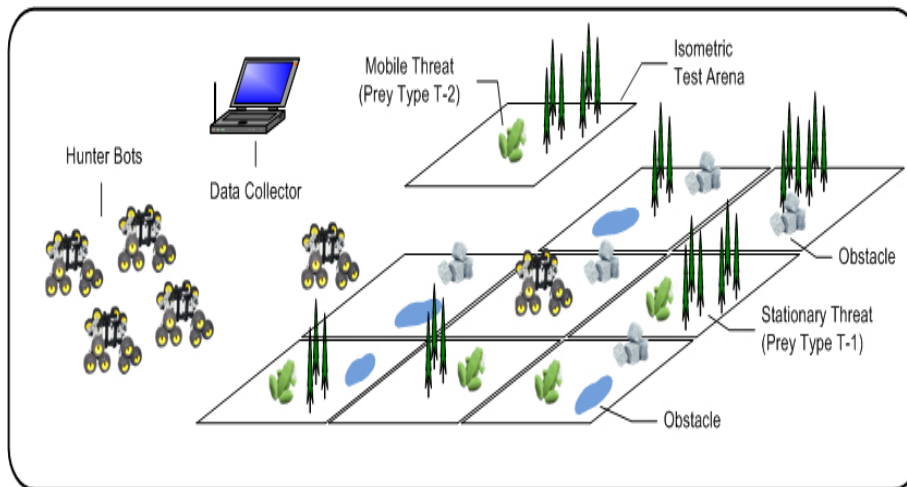 Isometric
Test Arena
Mobile Threat
(Prey Type T-2)
Hunter Bots
Data Collector
Obstacle
Stationary Threat
(Prey Type T-1)
Obstacle